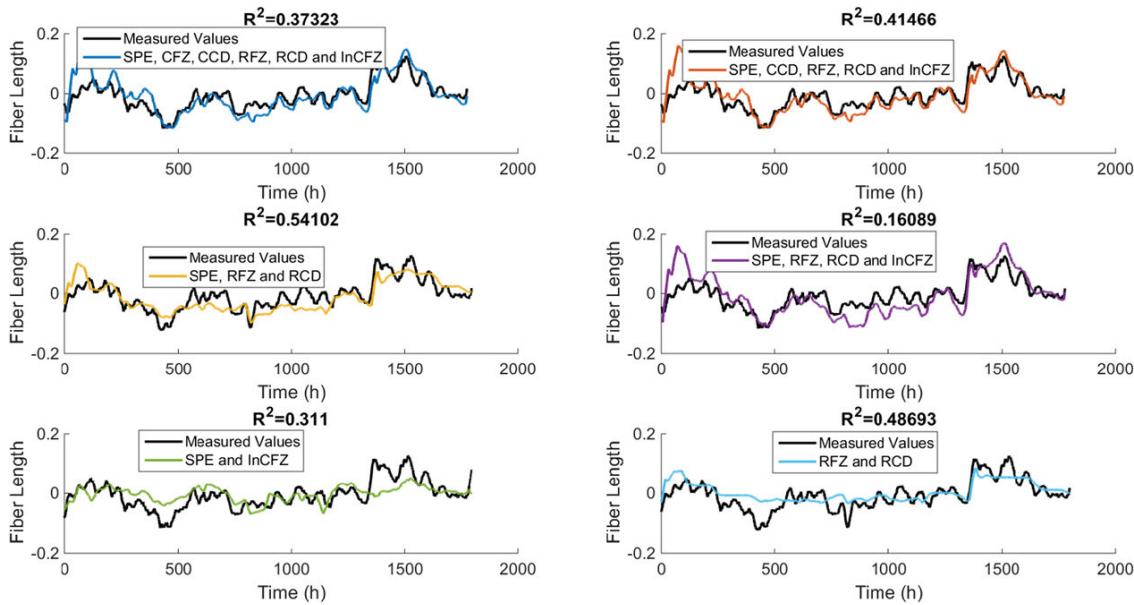 R²=0.37323
0.2
0
-0.2
Fiber Length
Measured Values
SPE, CFZ, CCD, RFZ, RCD and lnCFZ
0 500 1000 1500 2000
Time (h)
R²=0.41466
0.2
0
-0.2
Fiber Length
Measured Values
SPE, CCD, RFZ, RCD and lnCFZ
0 500 1000 1500 2000
Time (h)
R²=0.54102
0.2
0
-0.2
Fiber Length
Measured Values
SPE, RFZ and RCD
0 500 1000 1500 2000
Time (h)
R²=0.16089
0.2
0
-0.2
Fiber Length
Measured Values
SPE, RFZ, RCD and lnCFZ
0 500 1000 1500 2000
Time (h)
R²=0.311
0.2
0
-0.2
Fiber Length
Measured Values
SPE and lnCFZ
0 500 1000 1500 2000
Time (h)
R²=0.48693
0.2
0
-0.2
Fiber Length
Measured Values
RFZ and RCD
0 500 1000 1500 2000
Time (h)